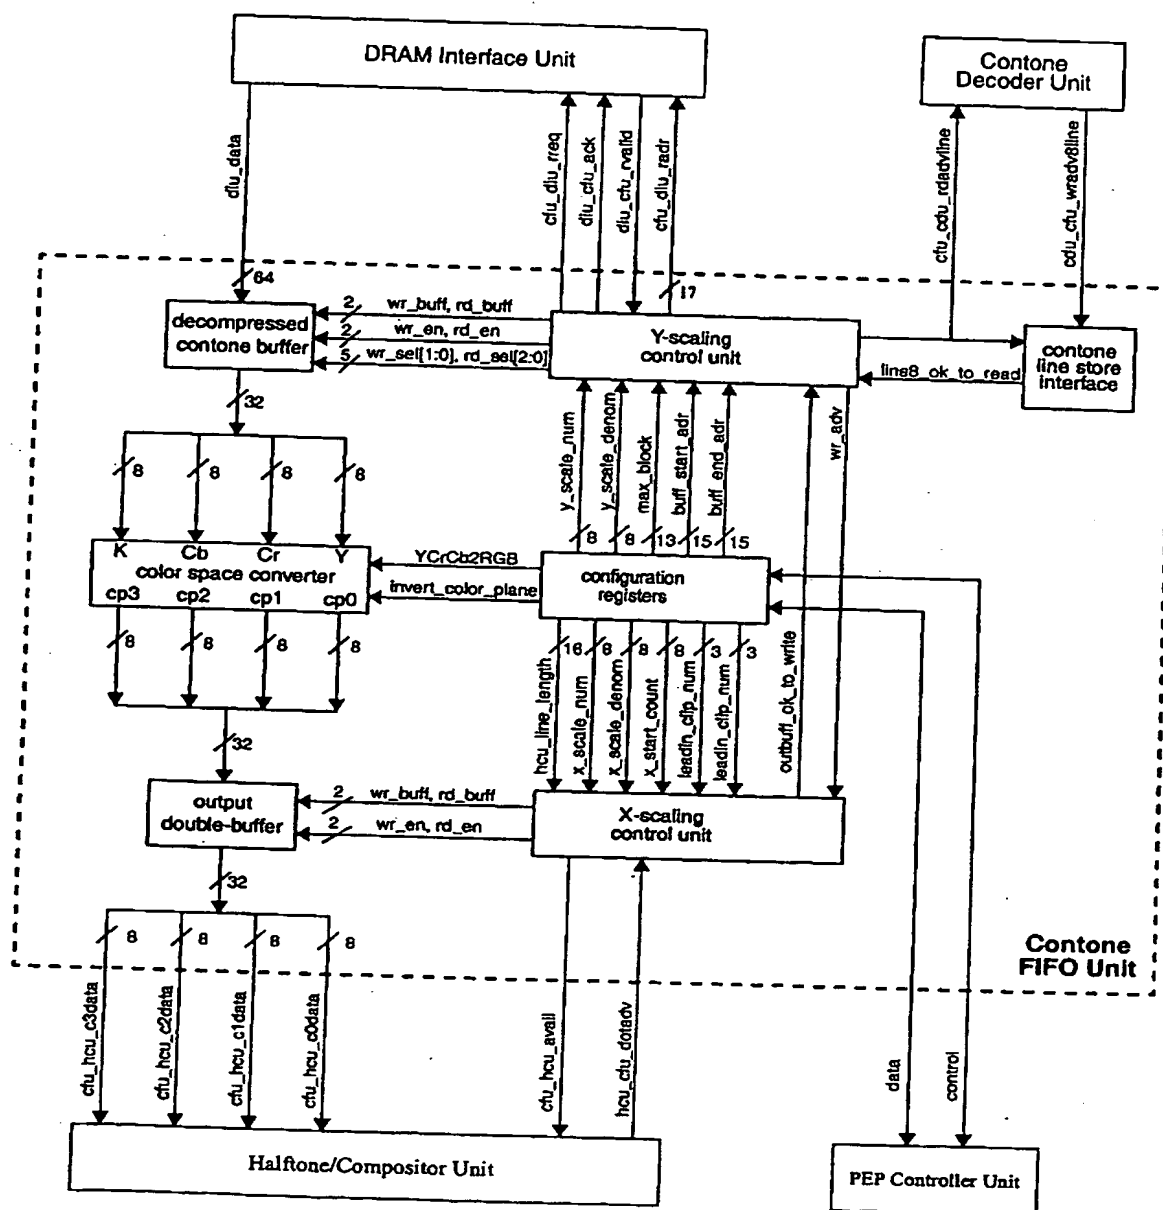 DRAM Interface Unit
Contone
Decoder Unit
diu_data
cfu_diu_rreq
diu_cfu_ack
diu_cfu_rvalid
cfu_diu_radr
cfu_cdu_rdadvline
cdu_cfu_wradv8line
64
17
decompressed
contone buffer
2
wr_buff, rd_buff
2
wr_en, rd_en
5
wr_sel[1:0], rd_sel[2:0]
Y-scaling
control unit
line8_ok_to_read
contone
line store
interface
32
8
8
8
8
y_scale_num
y_scale_denom
max_block
buff_start_adr
buff_end_adr
wr_adv
8
8
13
15
15
K
Cb
Cr
Y
color space converter
cp3
cp2
cp1
cp0
YCrCb2RGB
invert_color_plane
configuration
registers
8
8
8
8
16
8
8
8
3
3
hcu_line_length
x_scale_num
x_scale_denom
x_start_count
leadin_clip_num
leadin_clip_num
outbuff_ok_to_write
32
output
double-buffer
2
wr_buff, rd_buff
2
wr_en, rd_en
X-scaling
control unit
32
8
8
8
8
Contone
FIFO Unit
cfu_hcu_c3data
cfu_hcu_c2data
cfu_hcu_c1data
cfu_hcu_c0data
cfu_hcu_avail
hcu_cfu_dotadv
data
control
Halftone/Compositor Unit
PEP Controller Unit